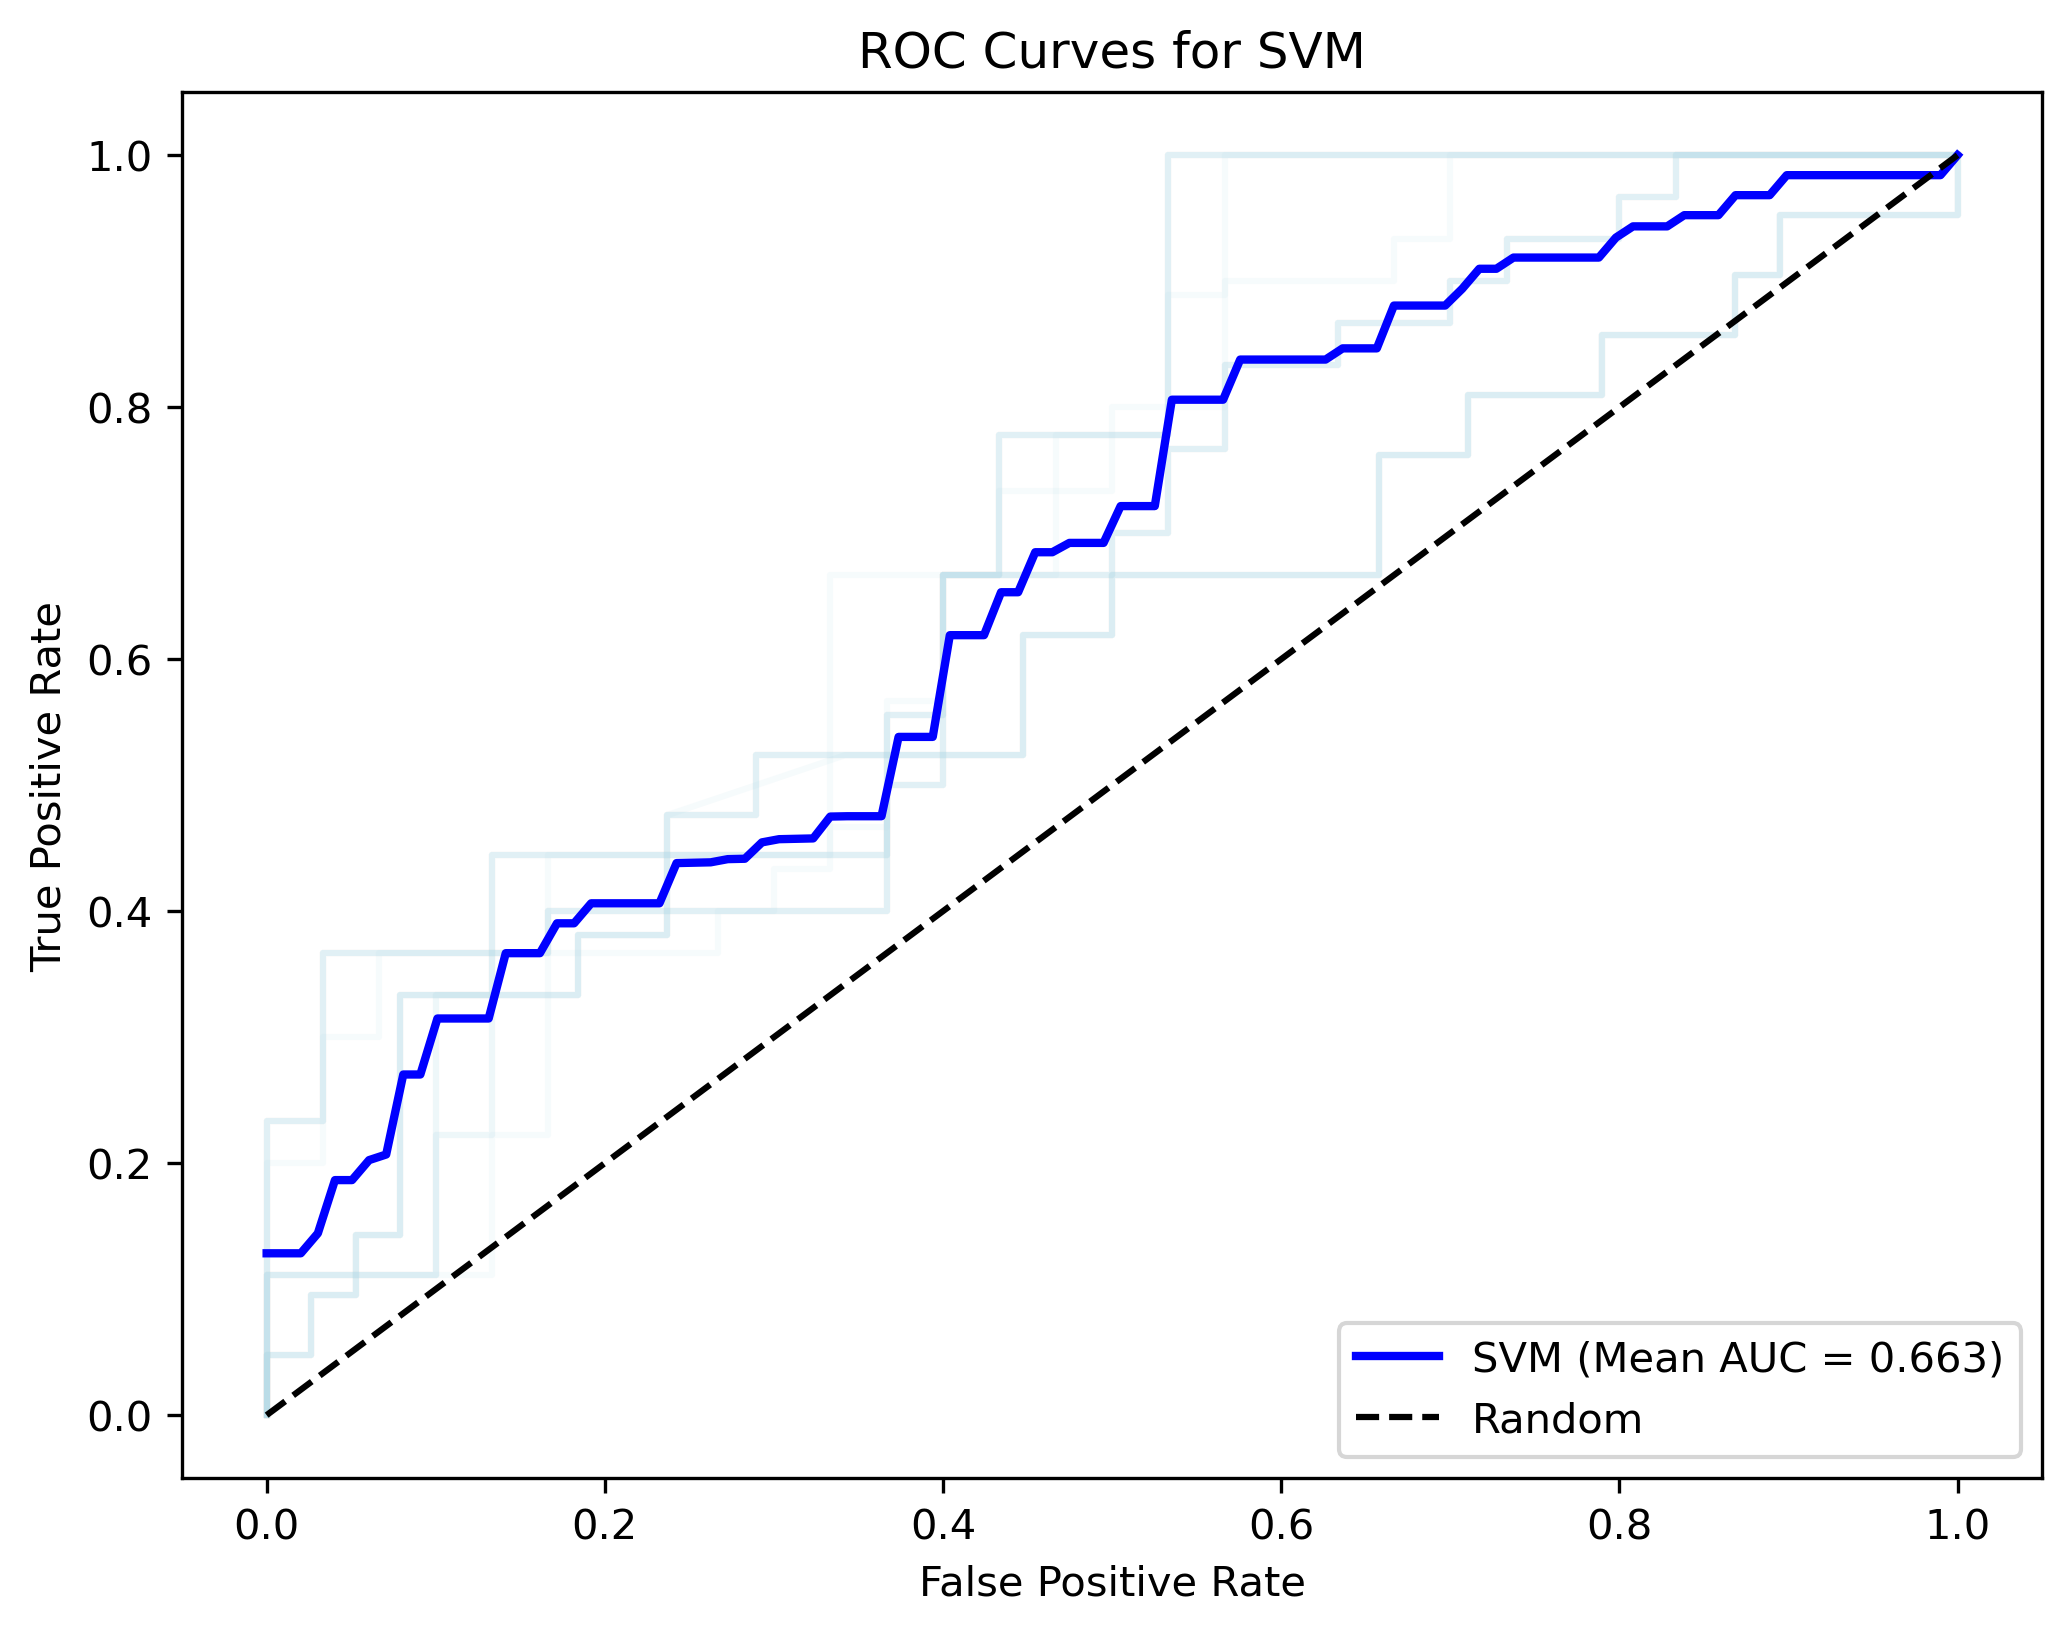 ROC Curves for SVM
1.0
0.8
0.6
0.4
0.2
0.0
True Positive Rate
0.0 0.2 0.4 0.6 0.8 1.0
False Positive Rate
SVM (Mean AUC = 0.663)
Random